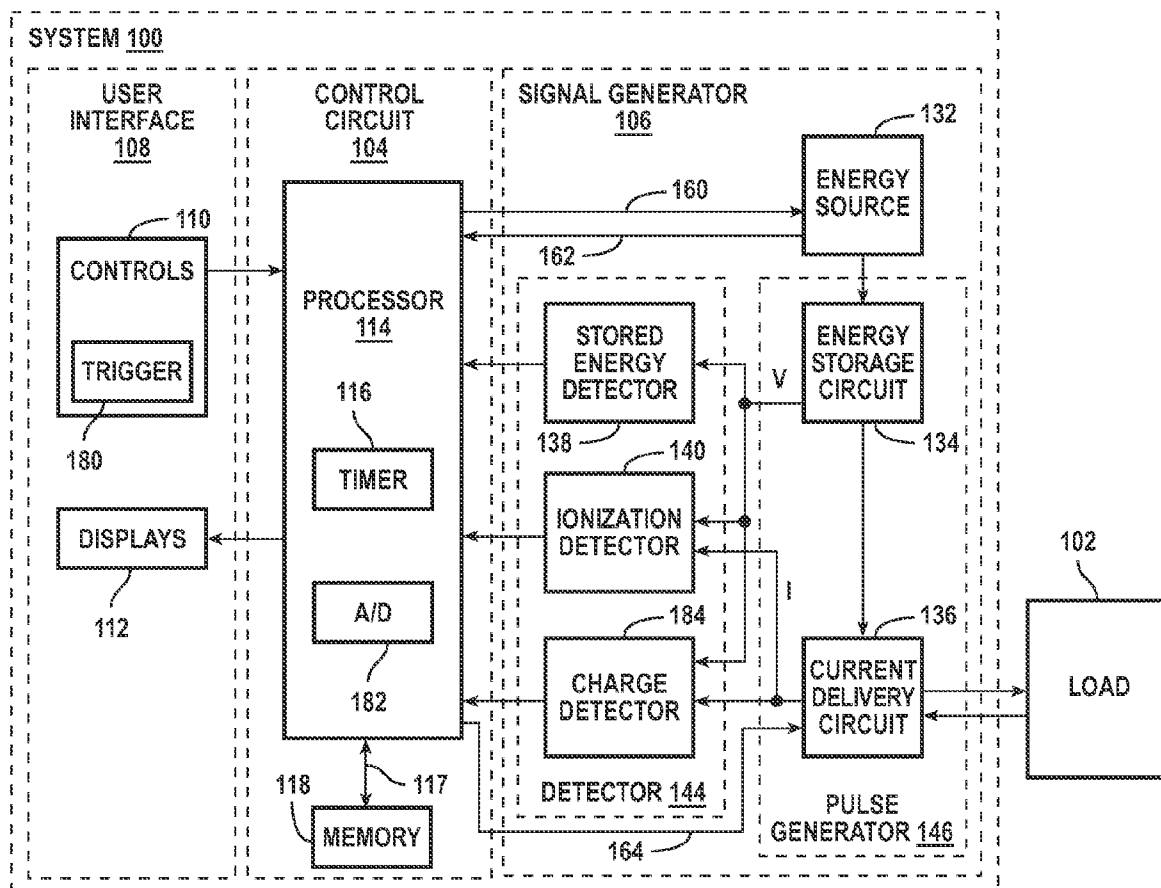 SYSTEM 100
USER
INTERFACE
108
CONTROL
CIRCUIT
104
SIGNAL GENERATOR
106
132
ENERGY
SOURCE
160
162
110
CONTROLS
TRIGGER
180
PROCESSOR
114
116
TIMER
A/D
182
STORED
ENERGY
DETECTOR
138
V
ENERGY
STORAGE
CIRCUIT
134
140
IONIZATION
DETECTOR
I
DISPLAYS
112
184
CHARGE
DETECTOR
136
CURRENT
DELIVERY
CIRCUIT
102
LOAD
117
118
MEMORY
DETECTOR 144
164
PULSE
GENERATOR 146